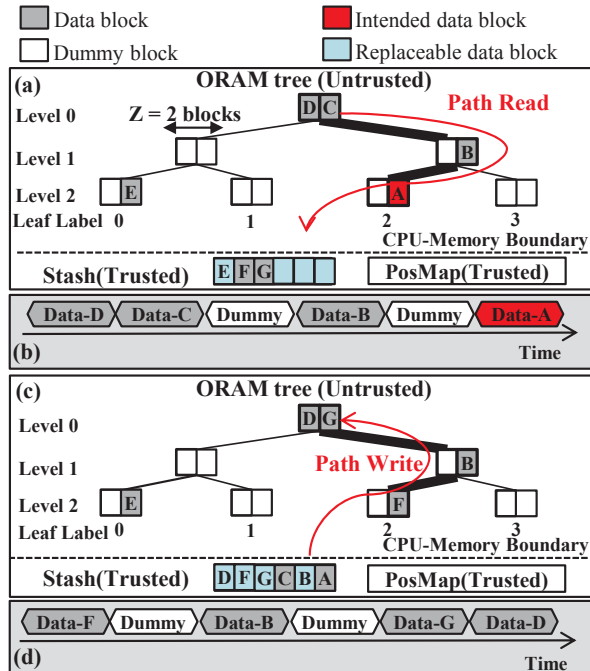 Data block
Intended data block
Dummy block
Replaceable data block
(a)
ORAM tree (Untrusted)
Level 0
D C
Path Read
Z = 2 blocks
Level 1
B
Level 2
E
A
Leaf Label
0
1
2
3
CPU-Memory Boundary
Stash(Trusted)
E F G
PosMap(Trusted)
Data-D Data-C Dummy Data-B Dummy Data-A
(b)
Time
(c)
ORAM tree (Untrusted)
Level 0
D G
Level 1
Path Write
B
Level 2
E
F
Leaf Label
0
1
2
3
CPU-Memory Boundary
Stash(Trusted)
D F G C B A
PosMap(Trusted)
Data-F Dummy Data-B Dummy Data-G Data-D
(d)
Time